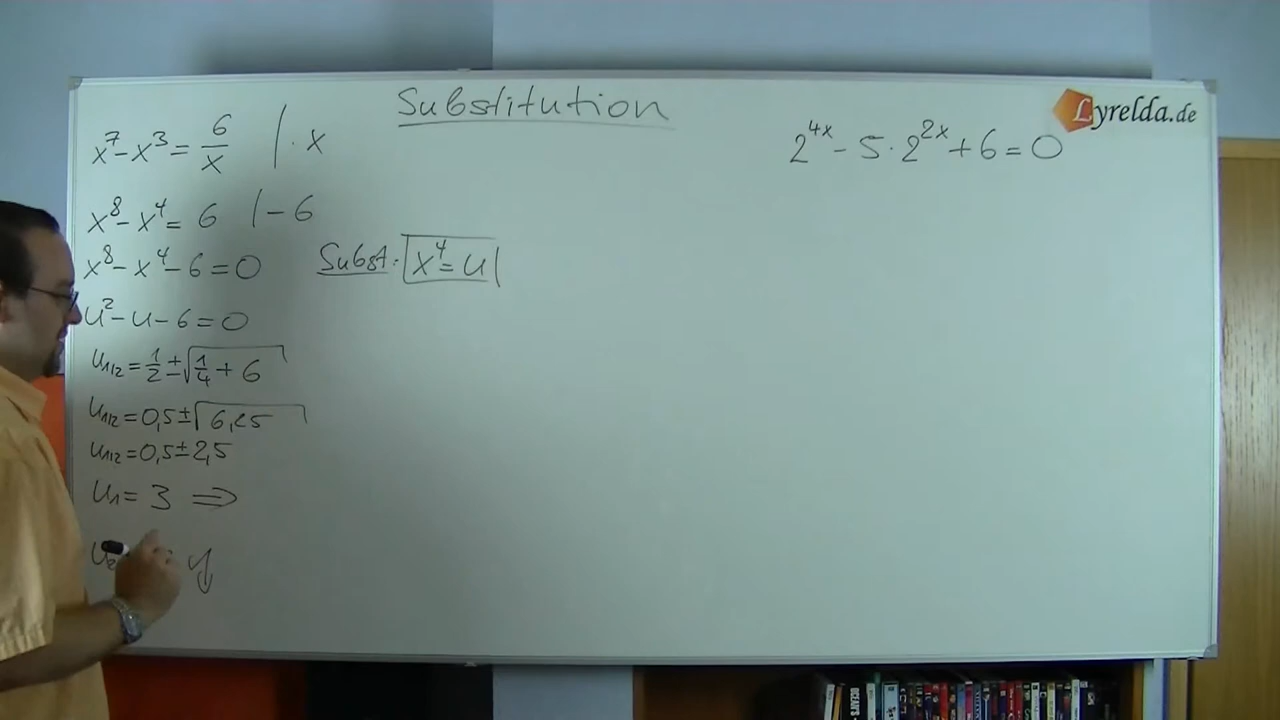 Substitution
Lyrelda.de
x⁷-x³=6/x |·x
x⁸-x⁴=6 |-6
x⁸-x⁴-6=0 Subst.: x⁴=u
u²-u-6=0
u₁/₂=1/2±√(1/4+6)
u₁/₂=0,5±√6,25
u₁/₂=0,5±2,5
u₁=3 ⇒
2⁴ˣ-5·2²ˣ+6=0